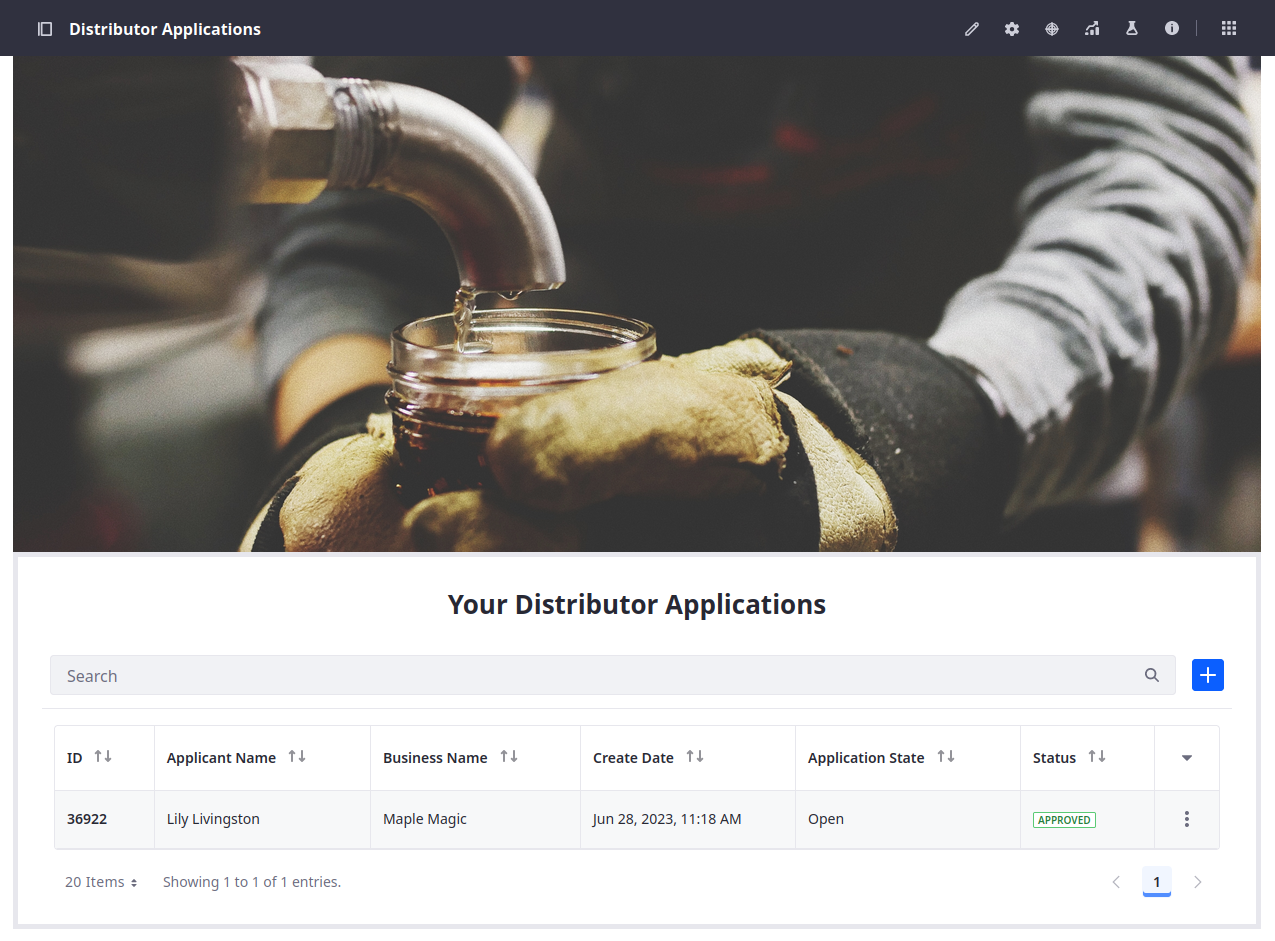 Distributor Applications
Your Distributor Applications
Search
ID Applicant Name Business Name Create Date Application State Status
36922 Lily Livingston Maple Magic Jun 28, 2023, 11:18 AM Open APPROVED
20 Items Showing 1 to 1 of 1 entries. 1